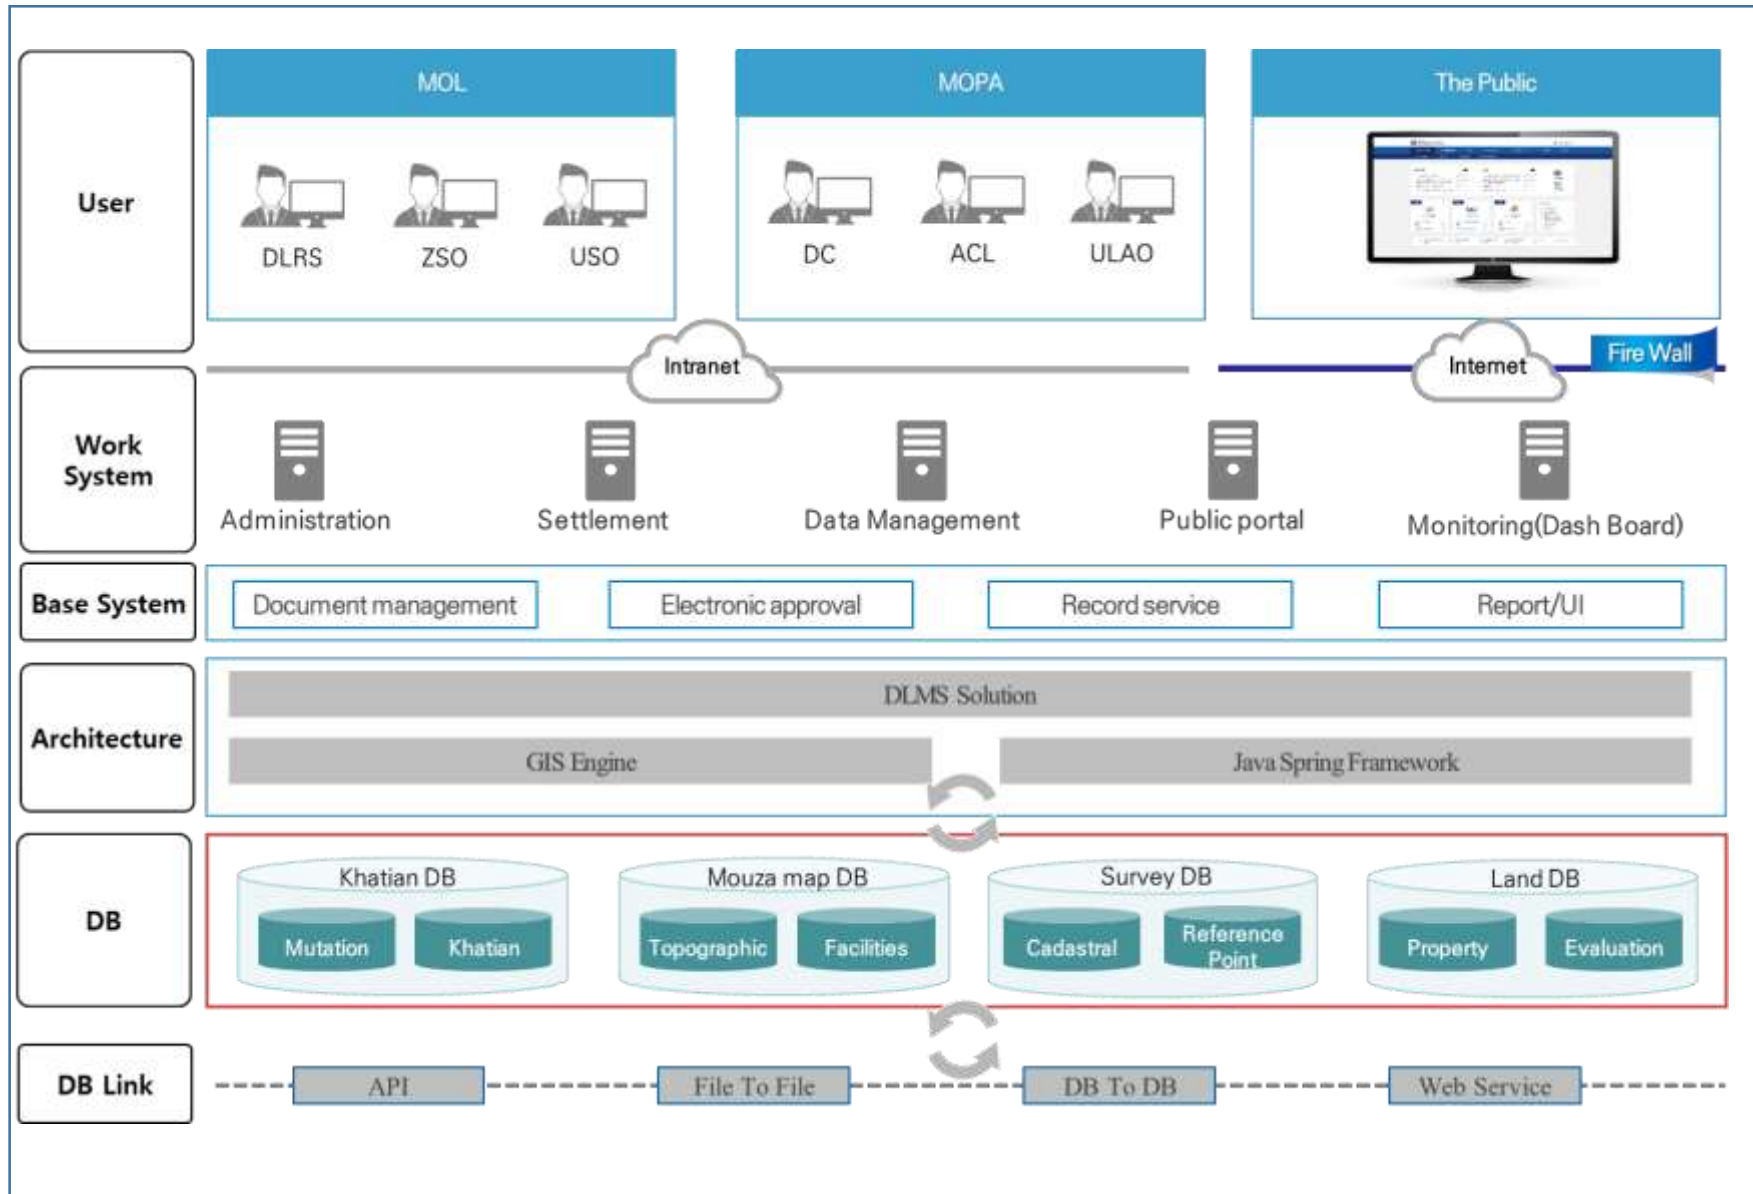 User
MOL
MOPA
The Public
DLRS
ZSO
USO
DC
ACL
ULAO
Intranet
Internet
Fire Wall
Work
System
Administration
Settlement
Data Management
Public portal
Monitoring(Dash Board)
Base System
Document management
Electronic approval
Record service
Report/UI
Architecture
DLMS Solution
GIS Engine
Java Spring Framework
DB
Khatian DB
Mutation
Khatian
Mouza map DB
Topographic
Facilities
Survey DB
Cadastral
Reference
Point
Land DB
Property
Evaluation
DB Link
API
File To File
DB To DB
Web Service